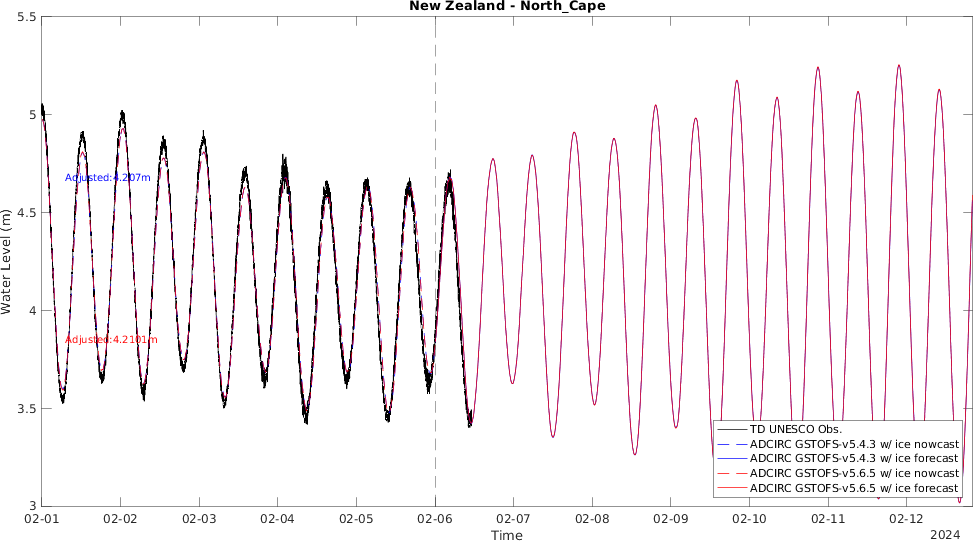 New Zealand - North_Cape
5.5
5
4.5
4
3.5
3
Water Level (m)
Adjusted:4.207m
Adjusted:4.2101m
TD UNESCO Obs.
ADCIRC GSTOFS-v5.4.3 w/ ice nowcast
ADCIRC GSTOFS-v5.4.3 w/ ice forecast
ADCIRC GSTOFS-v5.6.5 w/ ice nowcast
ADCIRC GSTOFS-v5.6.5 w/ ice forecast
02-01 02-02 02-03 02-04 02-05 02-06 02-07 02-08 02-09 02-10 02-11 02-12
Time
2024